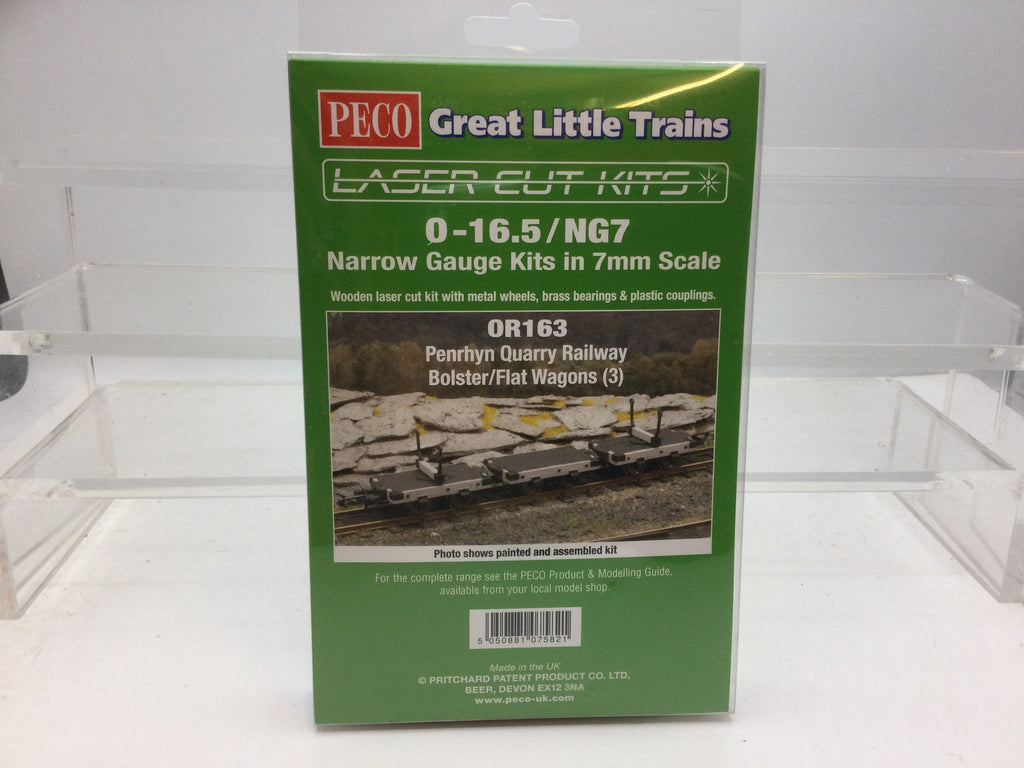 PECO Great Little Trains
LASER CUT KITS
0-16.5/NG7
Narrow Gauge Kits in 7mm Scale
Wooden laser cut kit with metal wheels, brass bearings & plastic couplings.
OR163
Penrhyn Quarry Railway
Bolster/Flat Wagons (3)
Photo shows painted and assembled kit
For the complete range see the PECO Product & Modelling Guide,
available from your local model shop.
5 050881 075821
Made in the UK
© PRITCHARD PATENT PRODUCT CO. LTD,
BEER, DEVON EX12 3NA
www.peco-uk.com